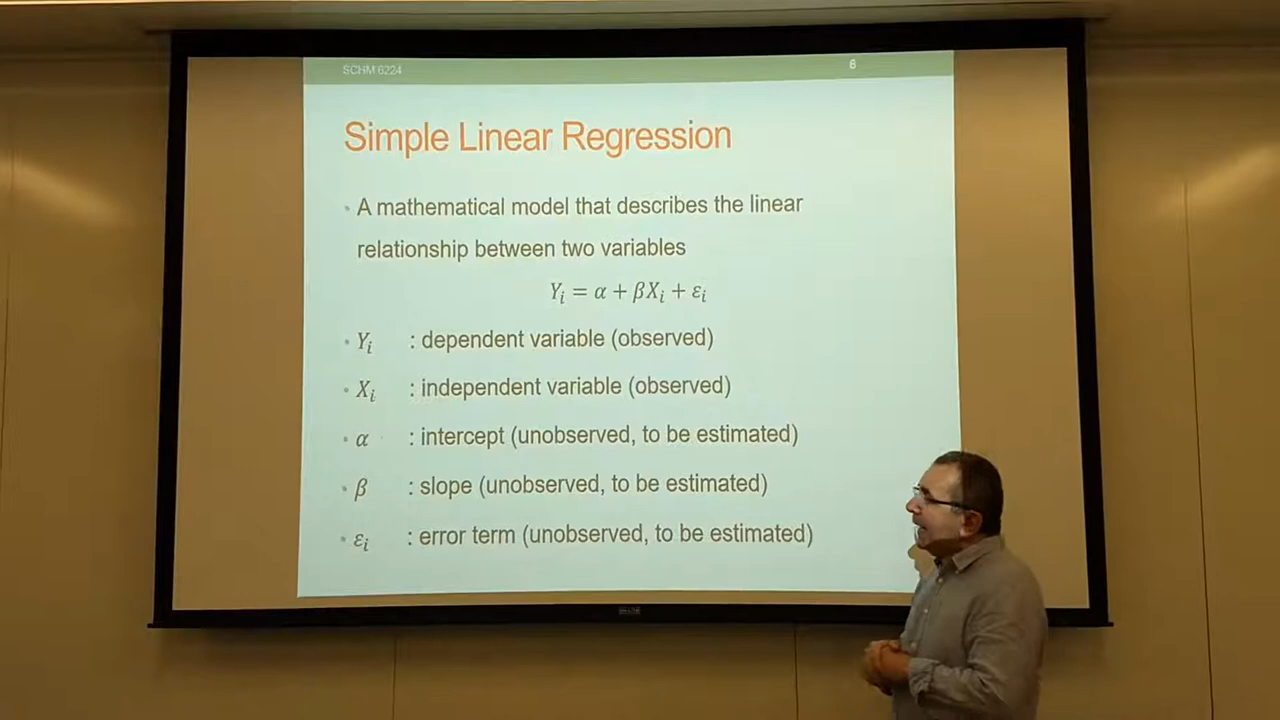 SCHM 6224
6
Simple Linear Regression
• A mathematical model that describes the linear
relationship between two variables
Yᵢ = α + βXᵢ + εᵢ
• Yᵢ : dependent variable (observed)
• Xᵢ : independent variable (observed)
• α : intercept (unobserved, to be estimated)
• β : slope (unobserved, to be estimated)
• εᵢ : error term (unobserved, to be estimated)